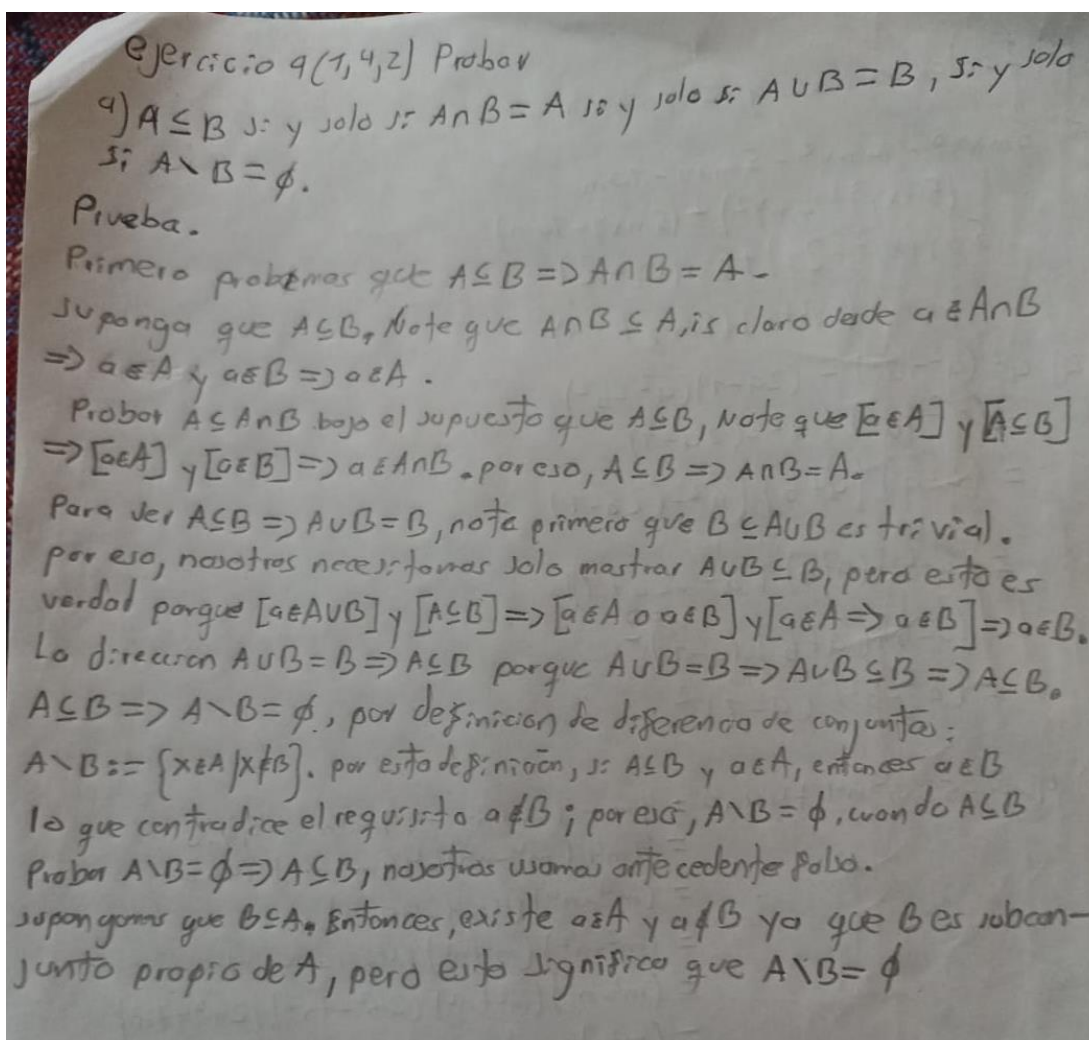 ejercicio 9(1,4,2) Probar
a) A ⊆ B si y solo si A∩B = A si y solo si A∪B = B, si y solo
si A\B = ϕ.
Prueba.
Primero probemos que A⊆B => A∩B = A.
suponga que A⊆B, Note que A∩B ⊆ A, is claro desde a ∈ A∩B
=> a∈A y a∈B => a∈A.
Probar A⊆A∩B bajo el supuesto que A⊆B, Note que [a∈A] y [A⊆B]
=> [a∈A] y [a∈B] => a∈A∩B. por eso, A⊆B => A∩B=A.
Para ver A⊆B => A∪B=B, note primero que B⊆A∪B es trivial.
por eso, nosotros necesitamos solo mostrar A∪B⊆B, pero esto es
verdad porque [a∈A∪B] y [A⊆B] => [a∈A o a∈B] y [a∈A => a∈B] => a∈B.
La direccion A∪B=B => A⊆B porque A∪B=B => A∪B⊆B => A⊆B.
A⊆B => A\B=ϕ, por definicion de diferencia de conjuntos:
A\B := {x∈A/x∉B}. por esta definición, si A⊆B y a∈A, entonces a∈B
lo que contradice el requisito a∉B; por eso, A\B=ϕ, cuando A⊆B
Probar A\B=ϕ => A⊆B, nosotros usamos antecedente falso.
supongamos que B⊆A. Entonces, existe a∈A y a∉B ya que B es subcon-
junto propio de A, pero esto significa que A\B=ϕ